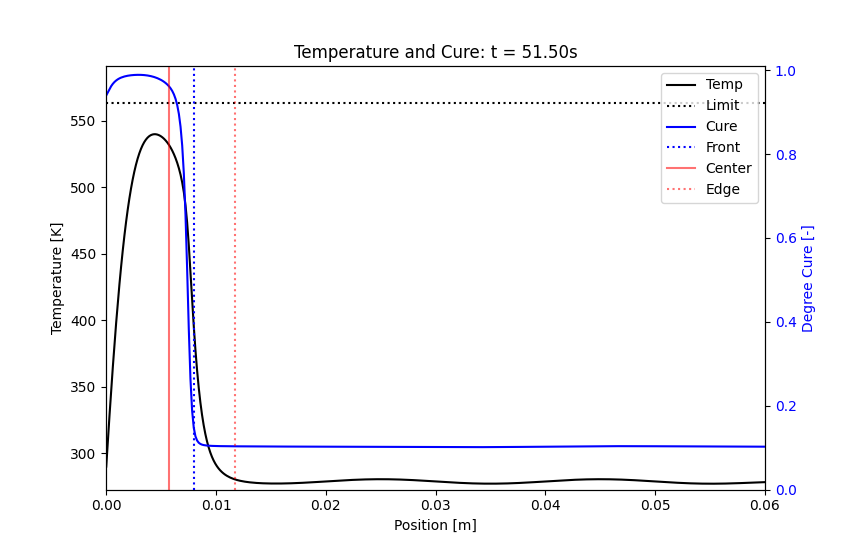 Temperature and Cure: t = 51.50s
Temp
Limit
Cure
Front
Center
Edge
Temperature [K]
550
500
450
400
350
300
Degree Cure [-]
1.0
0.8
0.6
0.4
0.2
0.0
0.00 0.01 0.02 0.03 0.04 0.05 0.06
Position [m]